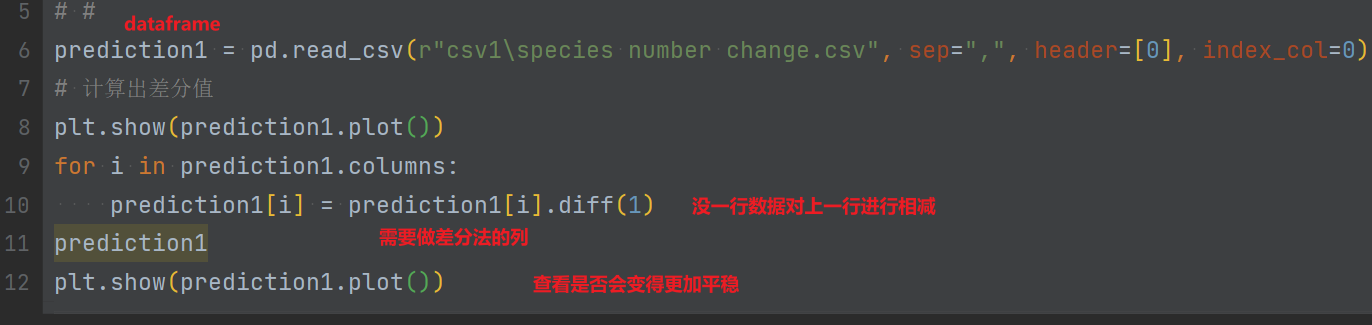 5 # #
dataframe
6 prediction1 = pd.read_csv(r"csv1\species number change.csv", sep=",", header=[0], index_col=0)
7 # 计算出差分值
8 plt.show(prediction1.plot())
9 for i in prediction1.columns:
10 prediction1[i] = prediction1[i].diff(1) 没一行数据对上一行进行相减
11 prediction1 需要做差分法的列
12 plt.show(prediction1.plot()) 查看是否会变得更加平稳